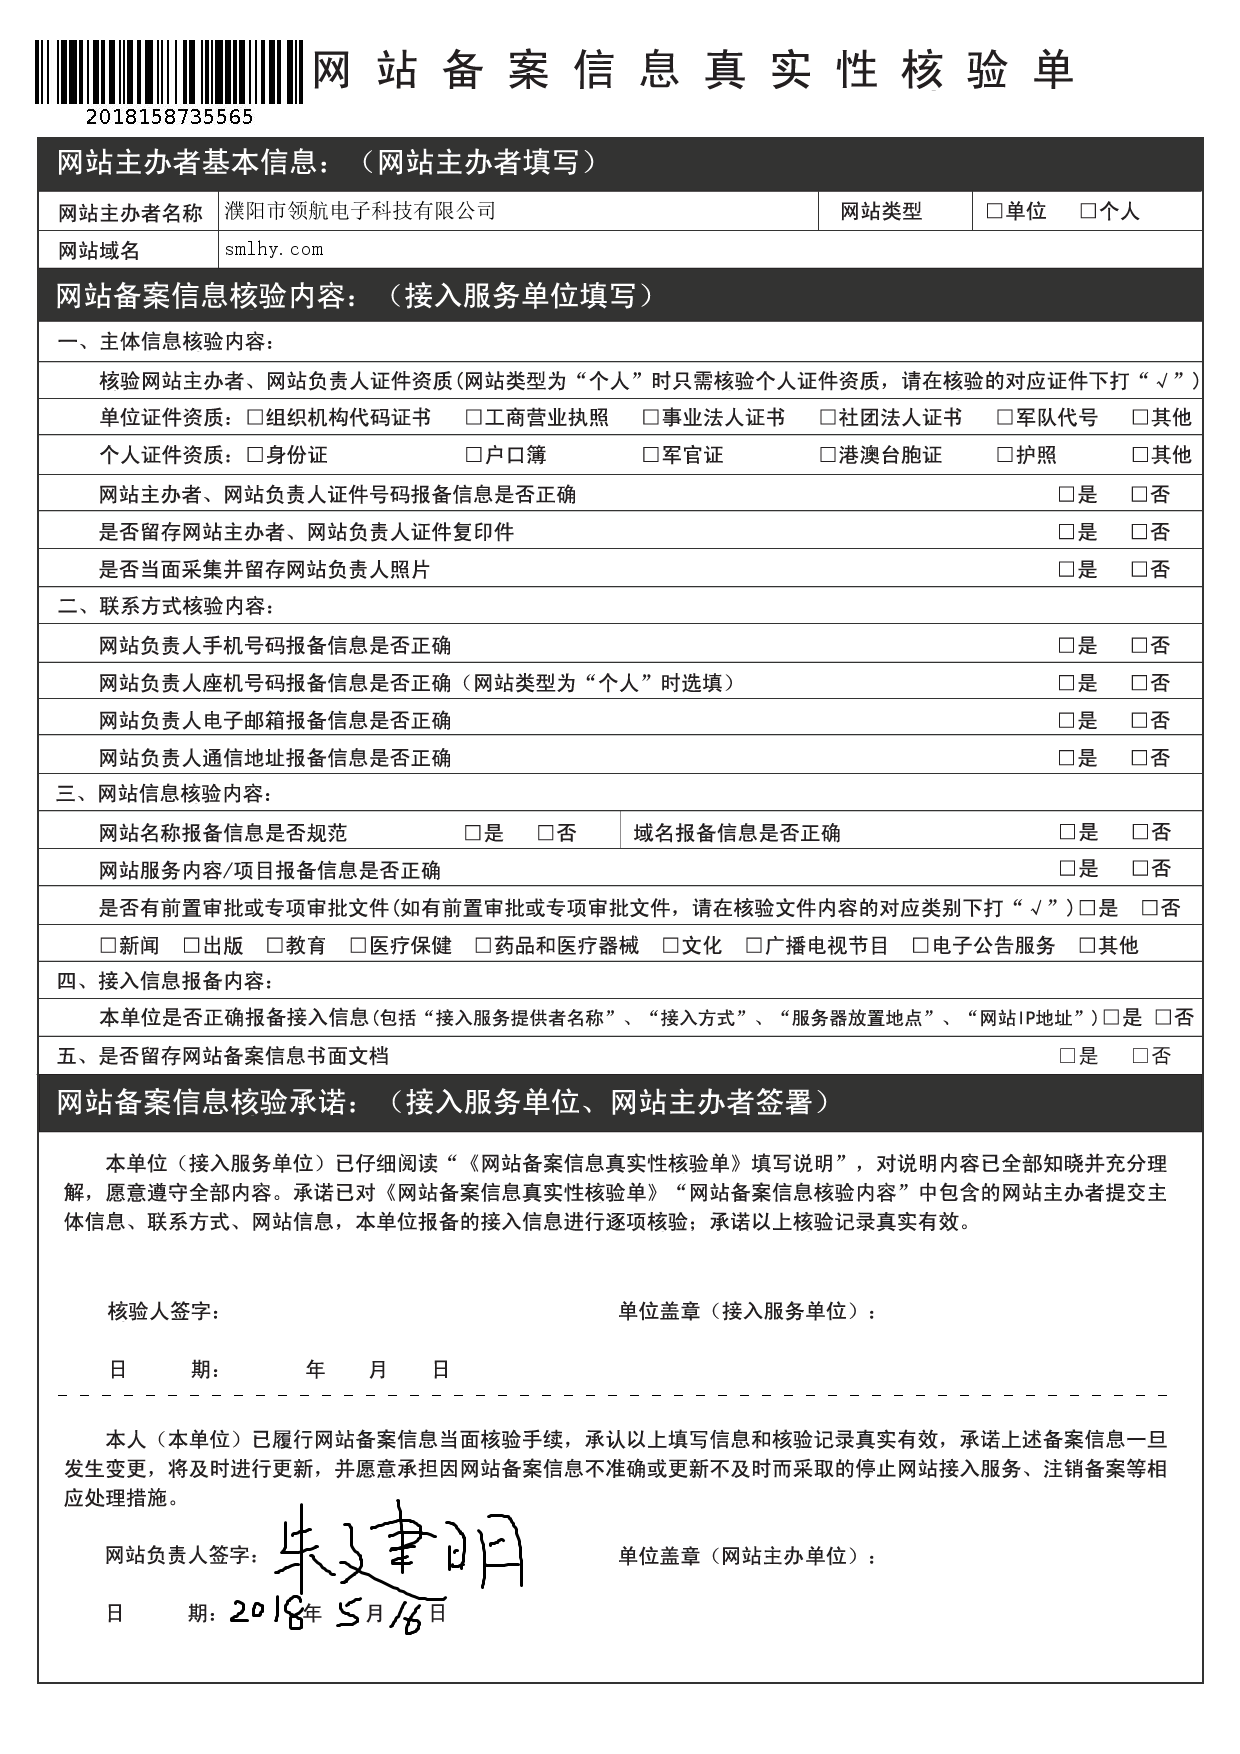 网站备案信息真实性核验单
2018158735565
网站主办者基本信息：（网站主办者填写）
网站主办者名称 濮阳市领航电子科技有限公司 网站类型 □单位 □个人
网站域名 smlhy.com
网站备案信息核验内容：（接入服务单位填写）
一、主体信息核验内容：
核验网站主办者、网站负责人证件资质(网站类型为“个人”时只需核验个人证件资质，请在核验的对应证件下打“√”)
单位证件资质：□组织机构代码证书 □工商营业执照 □事业法人证书 □社团法人证书 □军队代号 □其他
个人证件资质：□身份证 □户口簿 □军官证 □港澳台胞证 □护照 □其他
网站主办者、网站负责人证件号码报备信息是否正确 □是 □否
是否留存网站主办者、网站负责人证件复印件 □是 □否
是否当面采集并留存网站负责人照片 □是 □否
二、联系方式核验内容：
网站负责人手机号码报备信息是否正确 □是 □否
网站负责人座机号码报备信息是否正确（网站类型为“个人”时选填） □是 □否
网站负责人电子邮箱报备信息是否正确 □是 □否
网站负责人通信地址报备信息是否正确 □是 □否
三、网站信息核验内容：
网站名称报备信息是否规范 □是 □否 域名报备信息是否正确 □是 □否
网站服务内容/项目报备信息是否正确 □是 □否
是否有前置审批或专项审批文件(如有前置审批或专项审批文件，请在核验文件内容的对应类别下打“√”)□是 □否
□新闻 □出版 □教育 □医疗保健 □药品和医疗器械 □文化 □广播电视节目 □电子公告服务 □其他
四、接入信息报备内容：
本单位是否正确报备接入信息(包括“接入服务提供者名称”、“接入方式”、“服务器放置地点”、“网站IP地址”)□是 □否
五、是否留存网站备案信息书面文档 □是 □否
网站备案信息核验承诺：（接入服务单位、网站主办者签署）
本单位（接入服务单位）已仔细阅读“《网站备案信息真实性核验单》填写说明”，对说明内容已全部知晓并充分理
解，愿意遵守全部内容。承诺已对《网站备案信息真实性核验单》“网站备案信息核验内容”中包含的网站主办者提交主
体信息、联系方式、网站信息，本单位报备的接入信息进行逐项核验；承诺以上核验记录真实有效。
核验人签字： 单位盖章（接入服务单位）：
日 期： 年 月 日
本人（本单位）已履行网站备案信息当面核验手续，承认以上填写信息和核验记录真实有效，承诺上述备案信息一旦
发生变更，将及时进行更新，并愿意承担因网站备案信息不准确或更新不及时而采取的停止网站接入服务、注销备案等相
应处理措施。
网站负责人签字：朱建明 单位盖章（网站主办单位）：
日 期：2018年5月16日